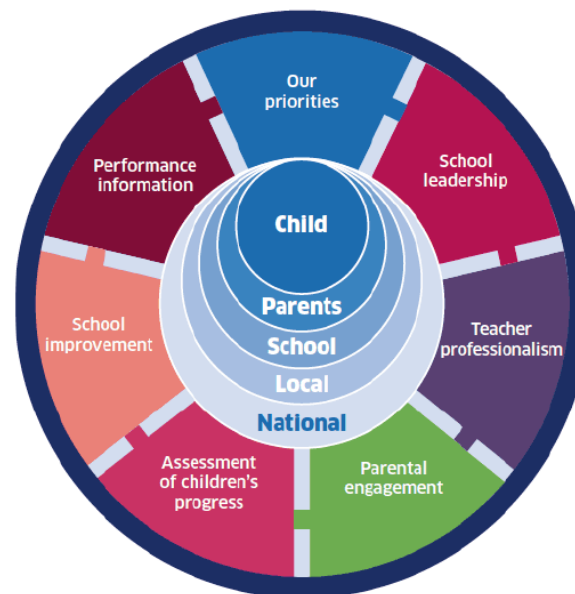 Our
priorities
School
leadership
Teacher
professionalism
Parental
engagement
Assessment
of children's
progress
School
improvement
Performance
information
Child
Parents
School
Local
National